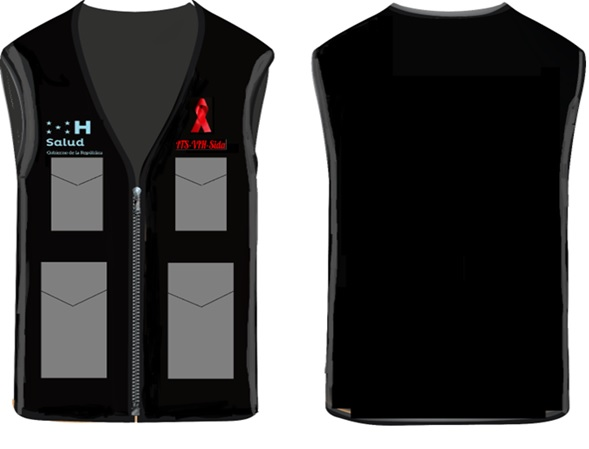 H
Salud
Gobierno de la República
ITS-VIH-Sida